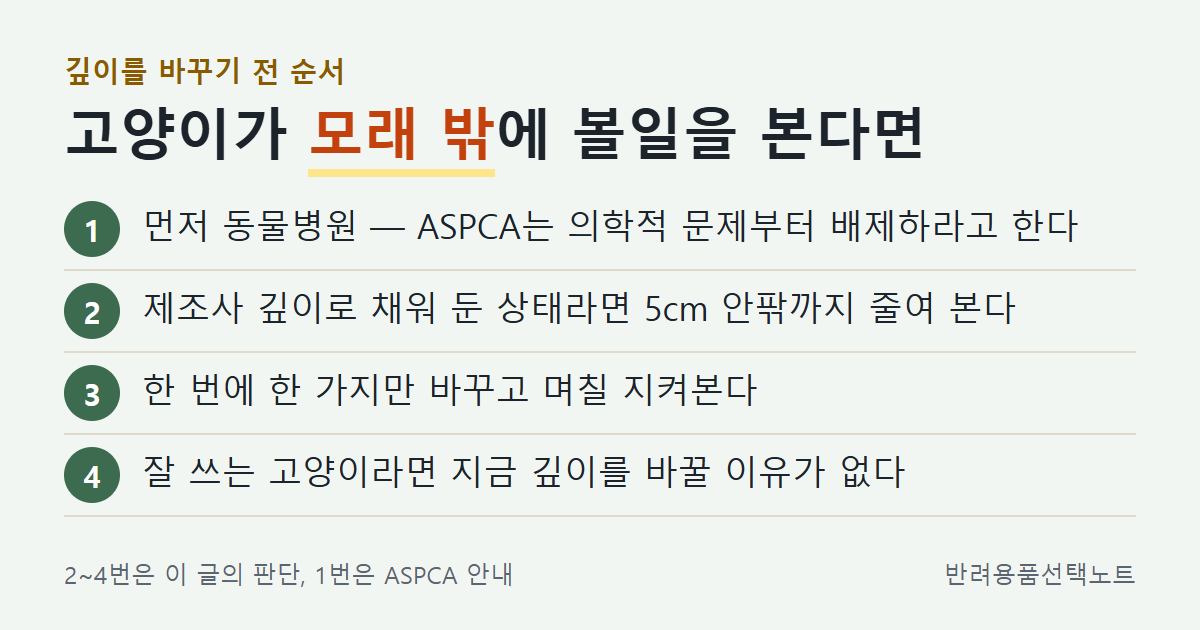 깊이를 바꾸기 전 순서
고양이가 모래 밖에 볼일을 본다면
1 먼저 동물병원 — ASPCA는 의학적 문제부터 배제하라고 한다
2 제조사 깊이로 채워 둔 상태라면 5cm 안팎까지 줄여 본다
3 한 번에 한 가지만 바꾸고 며칠 지켜본다
4 잘 쓰는 고양이라면 지금 깊이를 바꿀 이유가 없다
2~4번은 이 글의 판단, 1번은 ASPCA 안내
반려용품선택노트